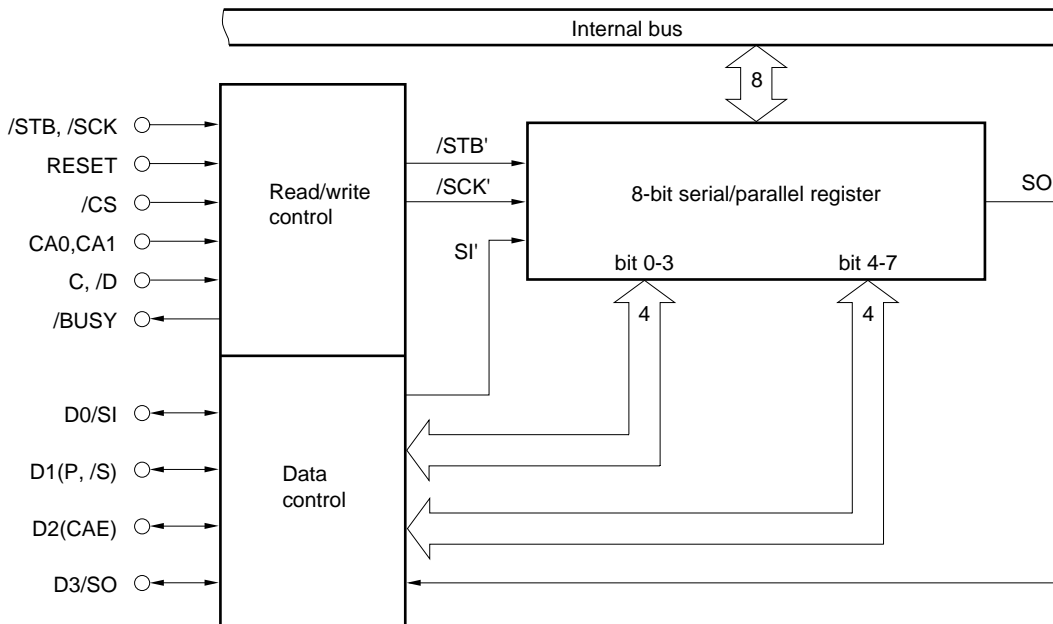 Internal bus
8
/STB, /SCK
RESET
/CS
CA0,CA1
C, /D
/BUSY
Read/write
control
/STB'
/SCK'
SI'
8-bit serial/parallel register
bit 0-3
bit 4-7
SO
4
4
D0/SI
D1(P, /S)
D2(CAE)
D3/SO
Data
control